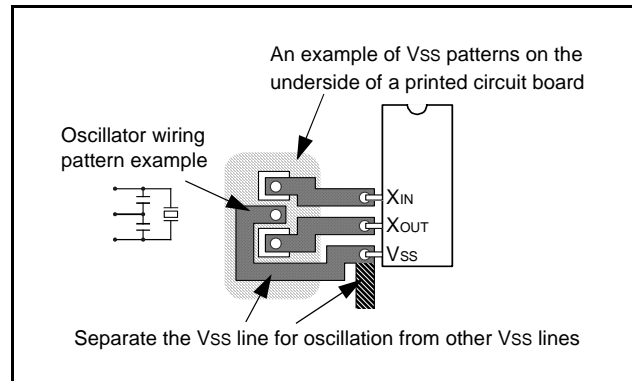 An example of VSS patterns on the
underside of a printed circuit board
Oscillator wiring
pattern example
XIN
XOUT
VSS
Separate the VSS line for oscillation from other VSS lines